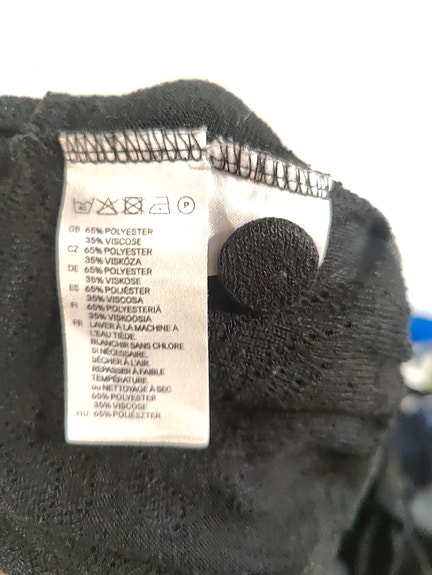 P
GB 65% POLYESTER
35% VISCOSE
CZ 65% POLYESTER
35% VISKÓZA
DE 65% POLYESTER
35% VISKOSE
ES 65% POLIÉSTER
35% VISCOSA
FI 65% POLYESTERIÄ
35% VISKOOSIA
FR LAVER À LA MACHINE À
L'EAU TIÈDE.
BLANCHIR SANS CHLORE
SI NÉCESSAIRE.
SÉCHER À L'AIR.
REPASSER À FAIBLE
TEMPÉRATURE.
OU NETTOYAGE À SEC
65% POLYESTER
35% VISCOSE
HU 65% POLIÉSZTER